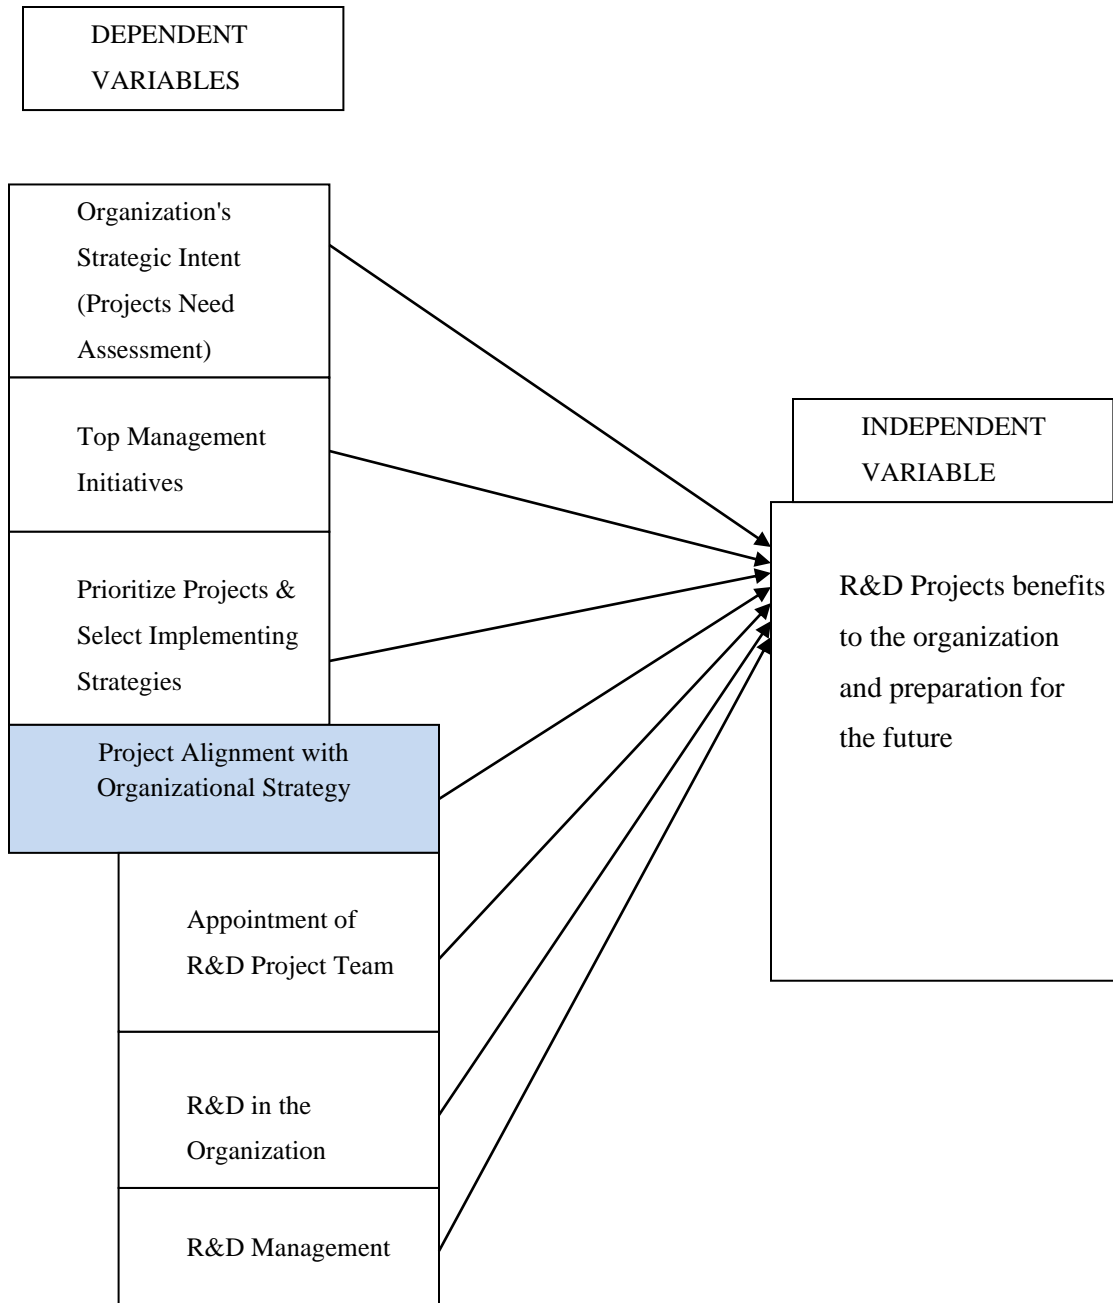 DEPENDENT
VARIABLES
Organization's
Strategic Intent
(Projects Need
Assessment)
Top Management
Initiatives
Prioritize Projects &
Select Implementing
Strategies
Project Alignment with
Organizational Strategy
Appointment of
R&D Project Team
R&D in the
Organization
R&D Management
INDEPENDENT
VARIABLE
R&D Projects benefits
to the organization
and preparation for
the future